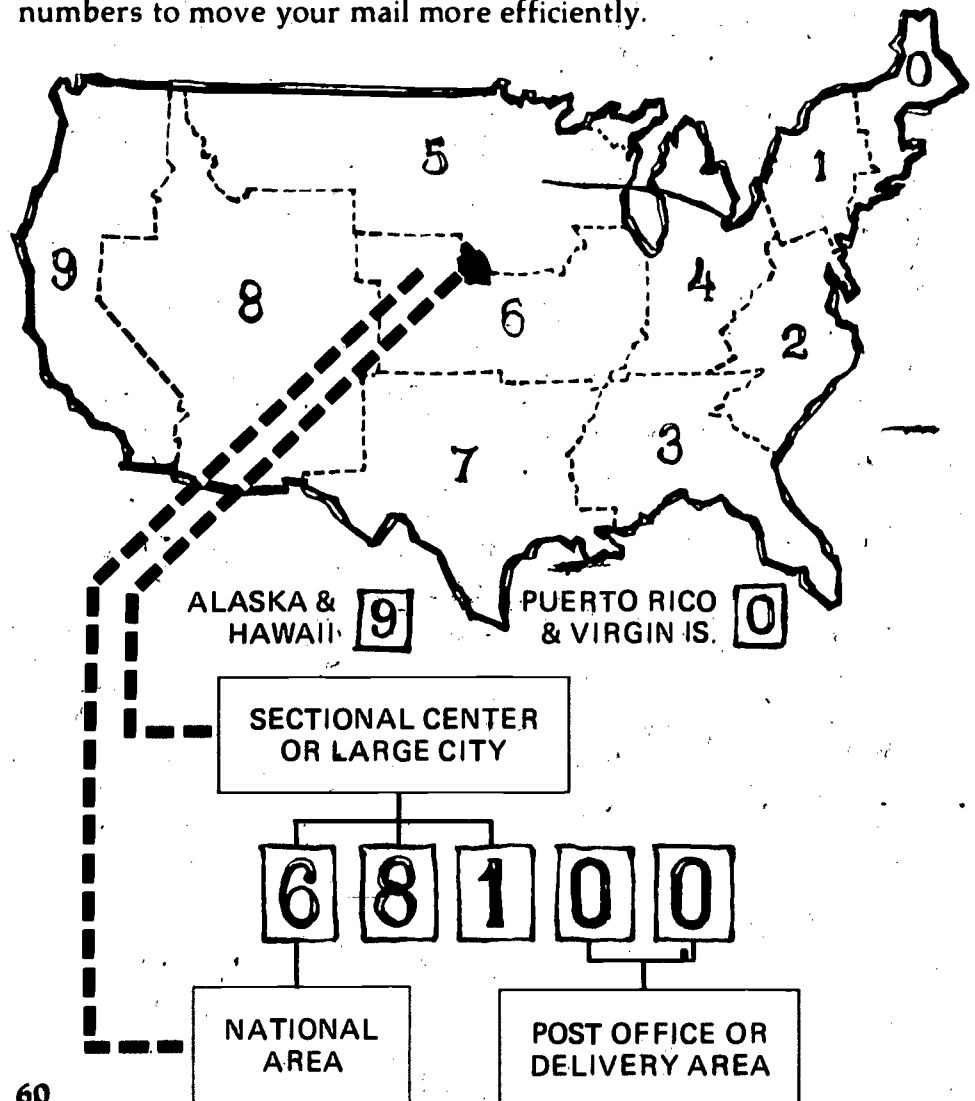 numbers to move your mail more efficiently.
0
5
1
9
8
4
6
2
3
7
ALASKA &
HAWAII
9
PUERTO RICO
& VIRGIN IS.
0
SECTIONAL CENTER
OR LARGE CITY
6 8 1 0 0
NATIONAL
AREA
POST OFFICE OR
DELIVERY AREA
60